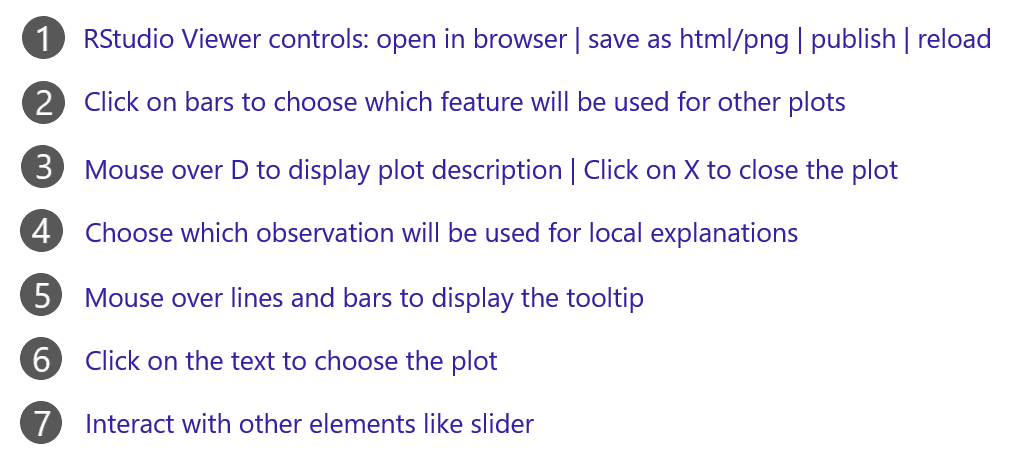 1 RStudio Viewer controls: open in browser | save as html/png | publish | reload
2 Click on bars to choose which feature will be used for other plots
3 Mouse over D to display plot description | Click on X to close the plot
4 Choose which observation will be used for local explanations
5 Mouse over lines and bars to display the tooltip
6 Click on the text to choose the plot
7 Interact with other elements like slider